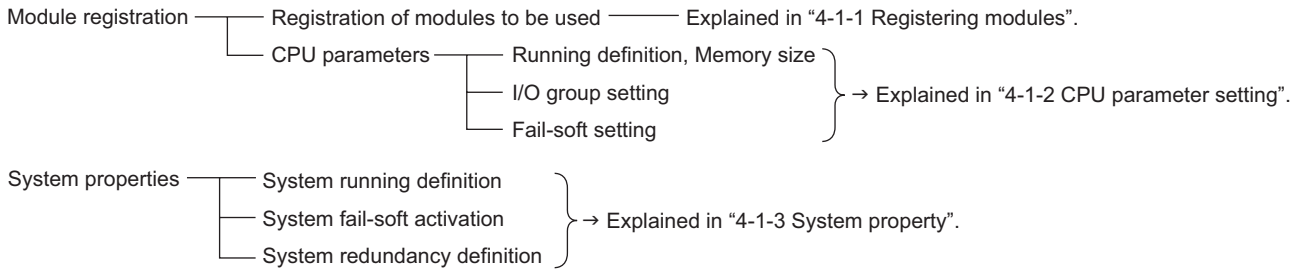 Module registration Registration of modules to be used Explained in “4-1-1 Registering modules”.
CPU parameters Running definition, Memory size
I/O group setting → Explained in “4-1-2 CPU parameter setting”.
Fail-soft setting
System properties System running definition
System fail-soft activation → Explained in “4-1-3 System property”.
System redundancy definition